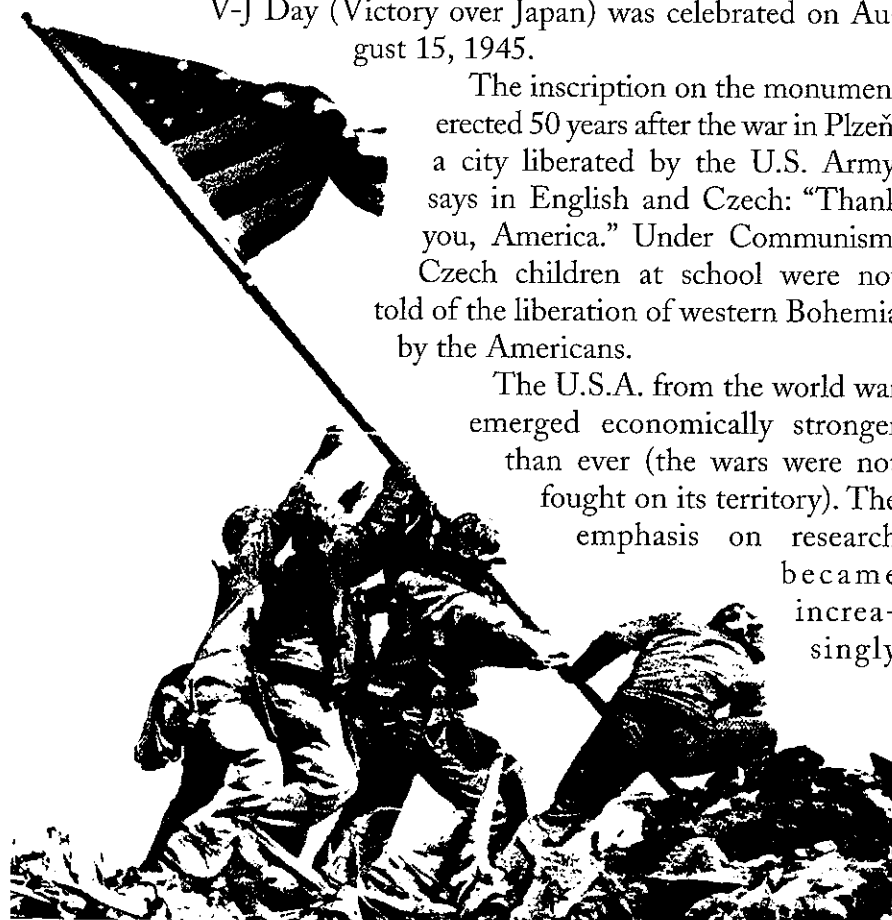 V-J Day (Victory over Japan) was celebrated on Au
gust 15, 1945.
The inscription on the monumen
erected 50 years after the war in Plzeň
a city liberated by the U.S. Army
says in English and Czech: “Thank
you, America.” Under Communism
Czech children at school were no
told of the liberation of western Bohemia
by the Americans.
The U.S.A. from the world war
emerged economically stronger
than ever (the wars were not
fought on its territory). The
emphasis on research
became
increa-
singly